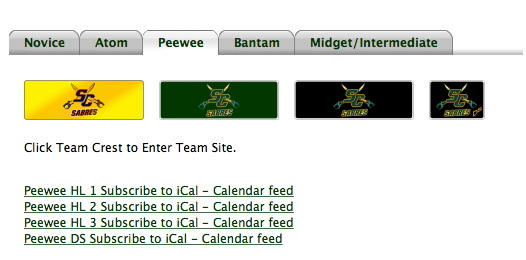 Novice Atom Peewee Bantam Midget/Intermediate
SC SC SC SC
SABRES SABRES SABRES SABRES
Click Team Crest to Enter Team Site.
Peewee HL 1 Subscribe to iCal - Calendar feed
Peewee HL 2 Subscribe to iCal - Calendar feed
Peewee HL 3 Subscribe to iCal - Calendar feed
Peewee DS Subscribe to iCal - Calendar feed